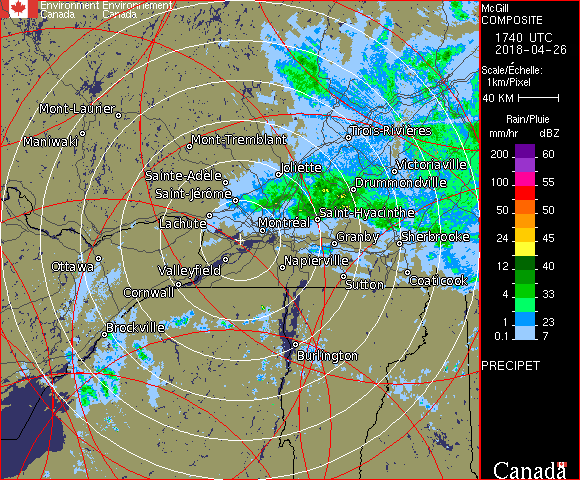 Environment Environnement
Canada Canada
Mont-Laurier
Maniwaki
Mont-Tremblant
Trois-Rivières
Sainte-Adèle
Joliette
Victoriaville
Saint-Jérôme
Drummondville
Lachute
Saint-Hyacinthe
Montréal
Granby
Sherbrooke
Ottawa
Valleyfield
Napierville
Cornwall
Sutton
Coaticook
Brockville
Burlington
McGill
COMPOSITE
1740 UTC
2018-04-26
Scale/Échelle:
1km/Pixel
40 KM
Rain/Pluie
mm/hr dBZ
200 60
100 55
50 50
24 45
12 40
4 33
1 23
0.1 7
PRECIPET
Canada